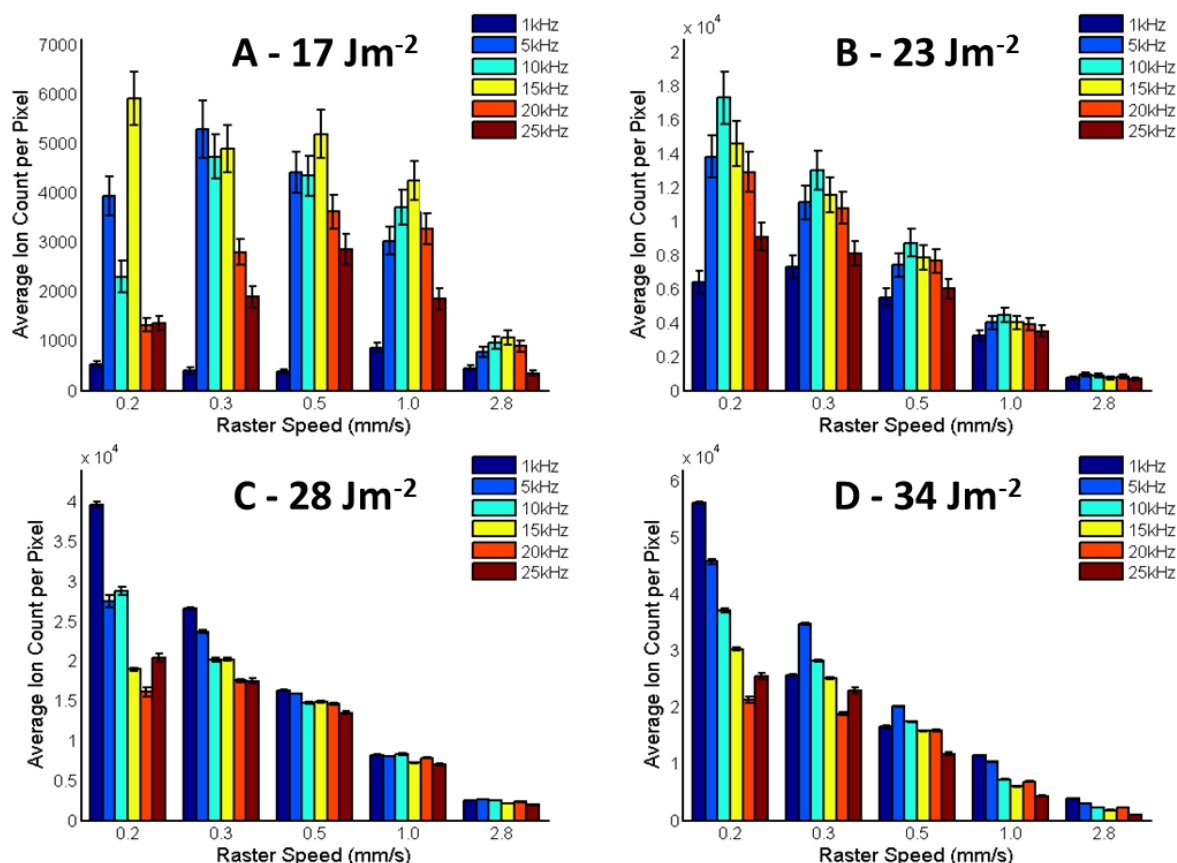 A - 17 Jm-2
7000
6000
5000
4000
3000
2000
1000
0
Average Ion Count per Pixel
0.2 0.3 0.5 1.0 2.8
Raster Speed (mm/s)
1kHz
5kHz
10kHz
15kHz
20kHz
25kHz
B - 23 Jm-2
x 10^4
2
1.8
1.6
1.4
1.2
1
0.8
0.6
0.4
0.2
0
Average Ion Count per Pixel
0.2 0.3 0.5 1.0 2.8
Raster Speed (mm/s)
1kHz
5kHz
10kHz
15kHz
20kHz
25kHz
C - 28 Jm-2
x 10^4
4
3.5
3
2.5
2
1.5
1
0.5
0
Average Ion Count per Pixel
0.2 0.3 0.5 1.0 2.8
Raster Speed (mm/s)
1kHz
5kHz
10kHz
15kHz
20kHz
25kHz
D - 34 Jm-2
x 10^4
6
5
4
3
2
1
0
Average Ion Count per Pixel
0.2 0.3 0.5 1.0 2.8
Raster Speed (mm/s)
1kHz
5kHz
10kHz
15kHz
20kHz
25kHz